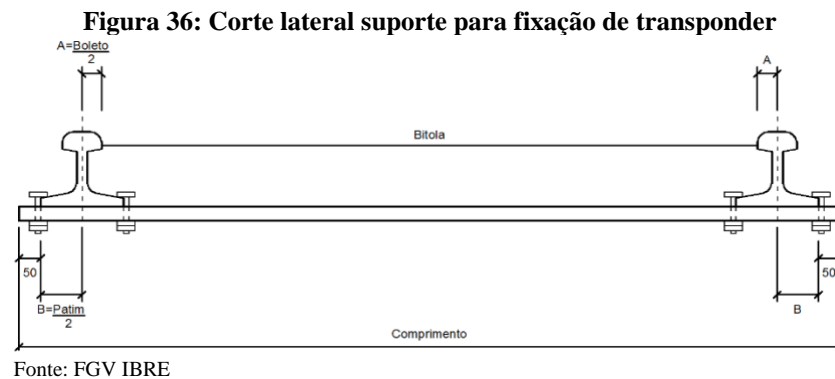 Figura 36: Corte lateral suporte para fixação de transponder
A=Boleto
2
A
Bitola
50
50
B=Patim
2
B
Comprimento
Fonte: FGV IBRE